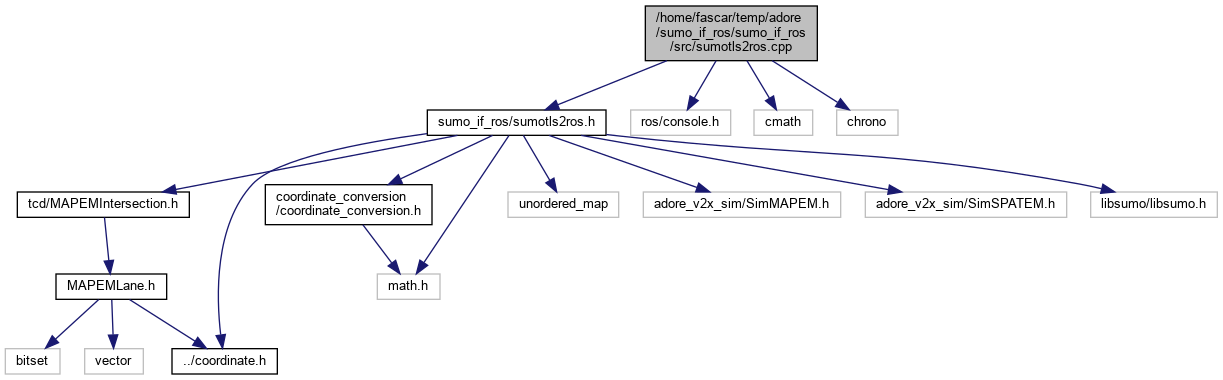 /home/fascar/temp/adore
/sumo_if_ros/sumo_if_ros
/src/sumotls2ros.cpp
sumo_if_ros/sumotls2ros.h
ros/console.h
cmath
chrono
tcd/MAPEMIntersection.h
coordinate_conversion
/coordinate_conversion.h
unordered_map
adore_v2x_sim/SimMAPEM.h
adore_v2x_sim/SimSPATEM.h
libsumo/libsumo.h
MAPEMLane.h
math.h
bitset
vector
../coordinate.h